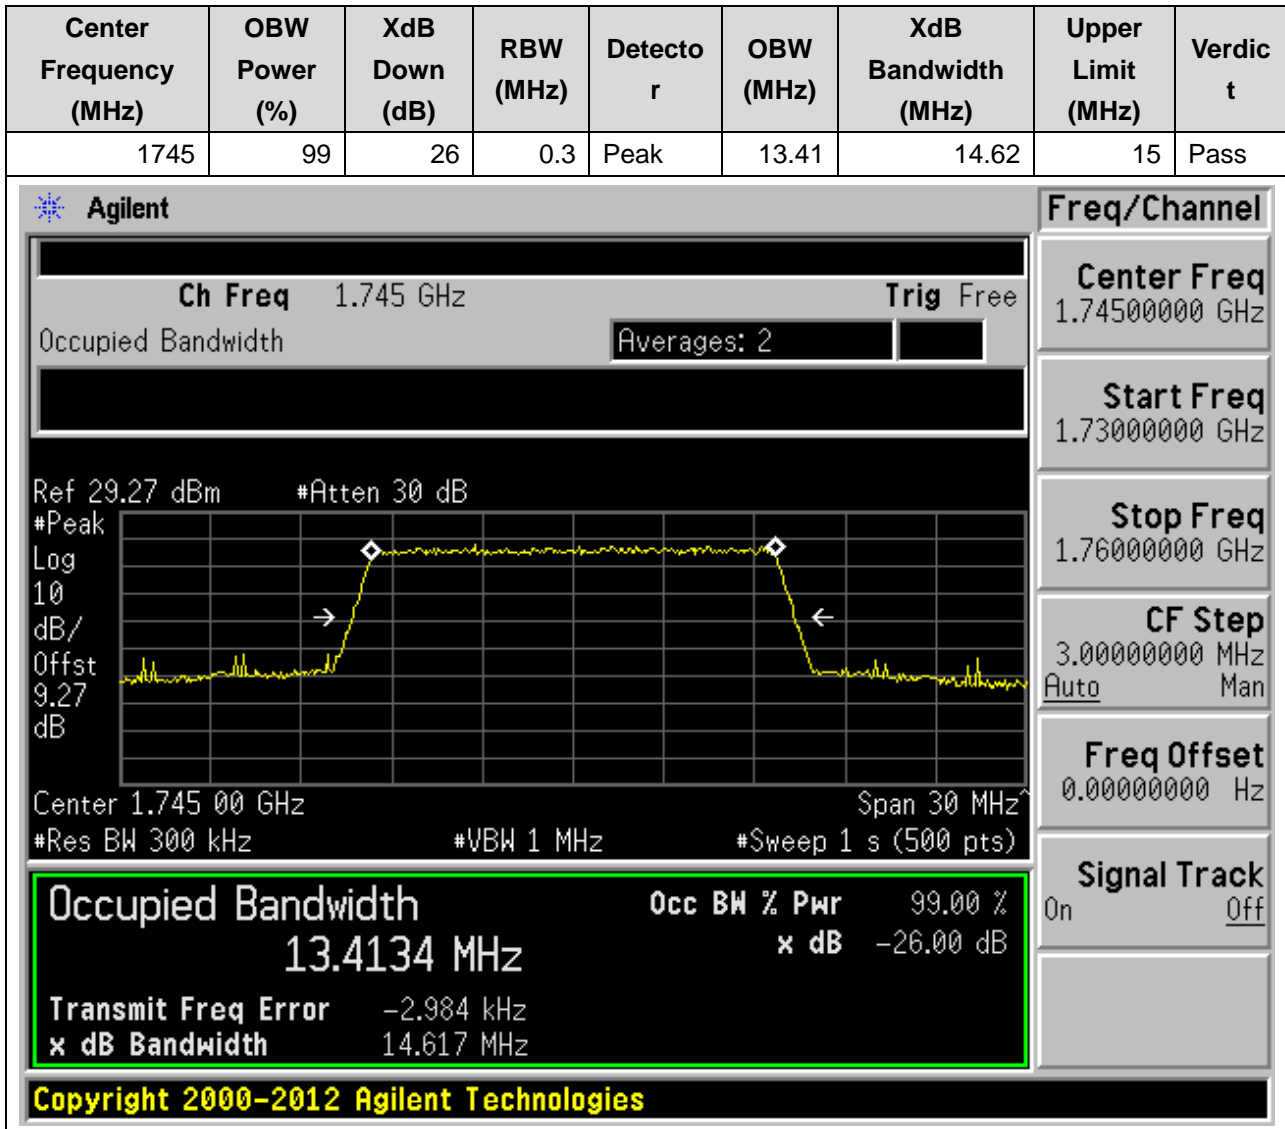 Center Frequency (MHz) OBW Power (%) XdB Down (dB) RBW (MHz) Detecto r OBW (MHz) XdB Bandwidth (MHz) Upper Limit (MHz) Verdic t
1745 99 26 0.3 Peak 13.41 14.62 15 Pass
Agilent
Freq/Channel
Ch Freq 1.745 GHz Trig Free
Occupied Bandwidth Averages: 2
Center Freq
1.74500000 GHz
Start Freq
1.73000000 GHz
Stop Freq
1.76000000 GHz
CF Step
3.00000000 MHz
Auto Man
Freq Offset
0.00000000 Hz
Signal Track
On Off
Ref 29.27 dBm #Atten 30 dB
#Peak
Log
10
dB/
Offst
9.27
dB
Center 1.745 00 GHz Span 30 MHz^
#Res BW 300 kHz #VBW 1 MHz #Sweep 1 s (500 pts)
Occupied Bandwidth Occ BW % Pwr 99.00 %
13.4134 MHz x dB -26.00 dB
Transmit Freq Error -2.984 kHz
x dB Bandwidth 14.617 MHz
Copyright 2000-2012 Agilent Technologies